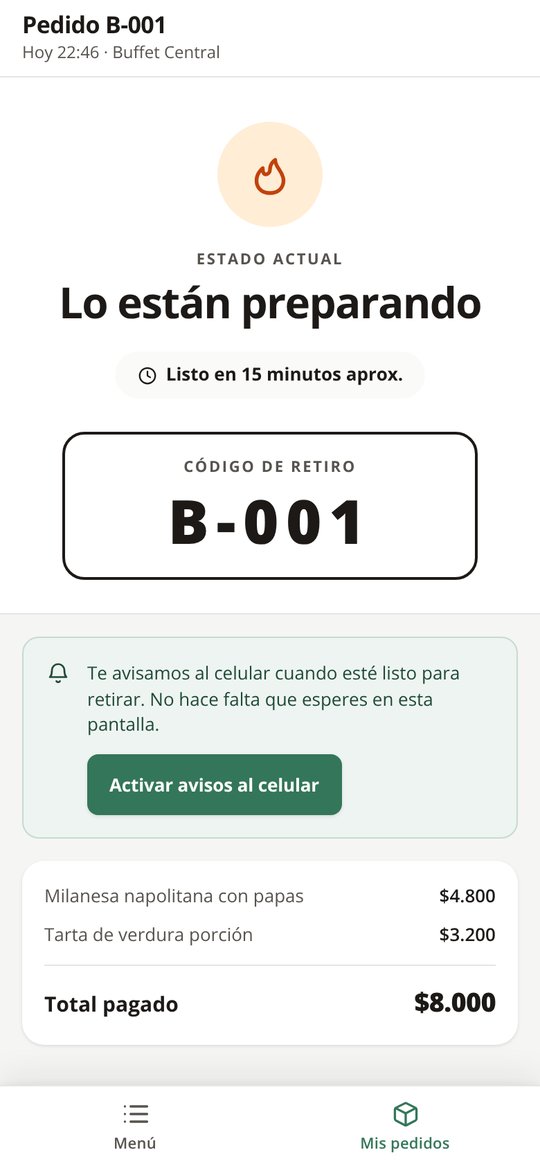 Pedido B-001
Hoy 22:46 · Buffet Central
ESTADO ACTUAL
Lo están preparando
Listo en 15 minutos aprox.
CÓDIGO DE RETIRO
B-001
Te avisamos al celular cuando esté listo para
retirar. No hace falta que esperes en esta
pantalla.
Activar avisos al celular
Milanesa napolitana con papas $4.800
Tarta de verdura porción $3.200
Total pagado $8.000
Menú Mis pedidos